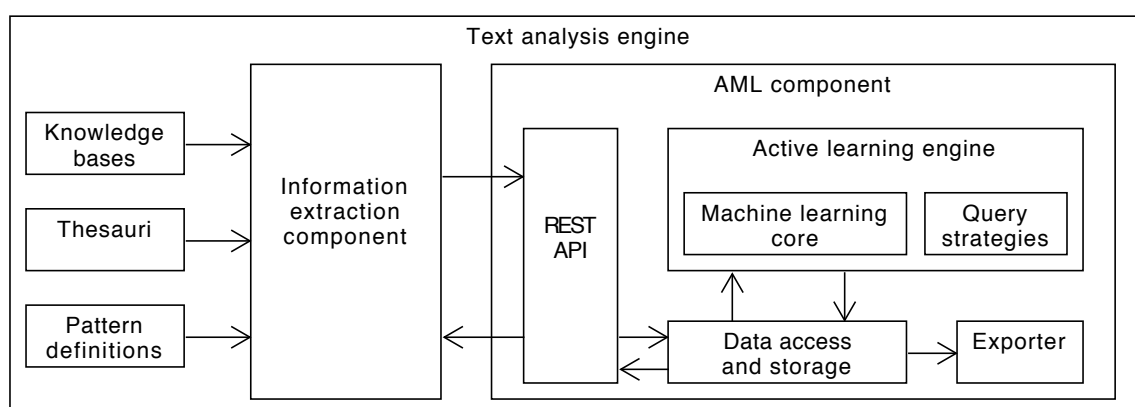 Text analysis engine
AML component
Knowledge
bases
Thesauri
Pattern
definitions
Information
extraction
component
REST
API
Active learning engine
Machine learning
core
Query
strategies
Data access
and storage
Exporter